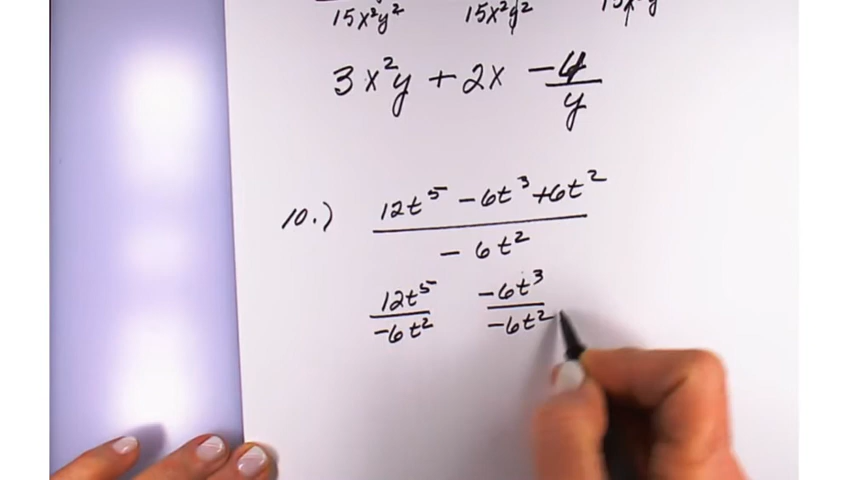 15x²y² 15x²y²
3x²y + 2x - 4/y
10.) 12t⁵ - 6t³ + 6t²
- 6t²
12t⁵ -6t³
-6t² -6t²